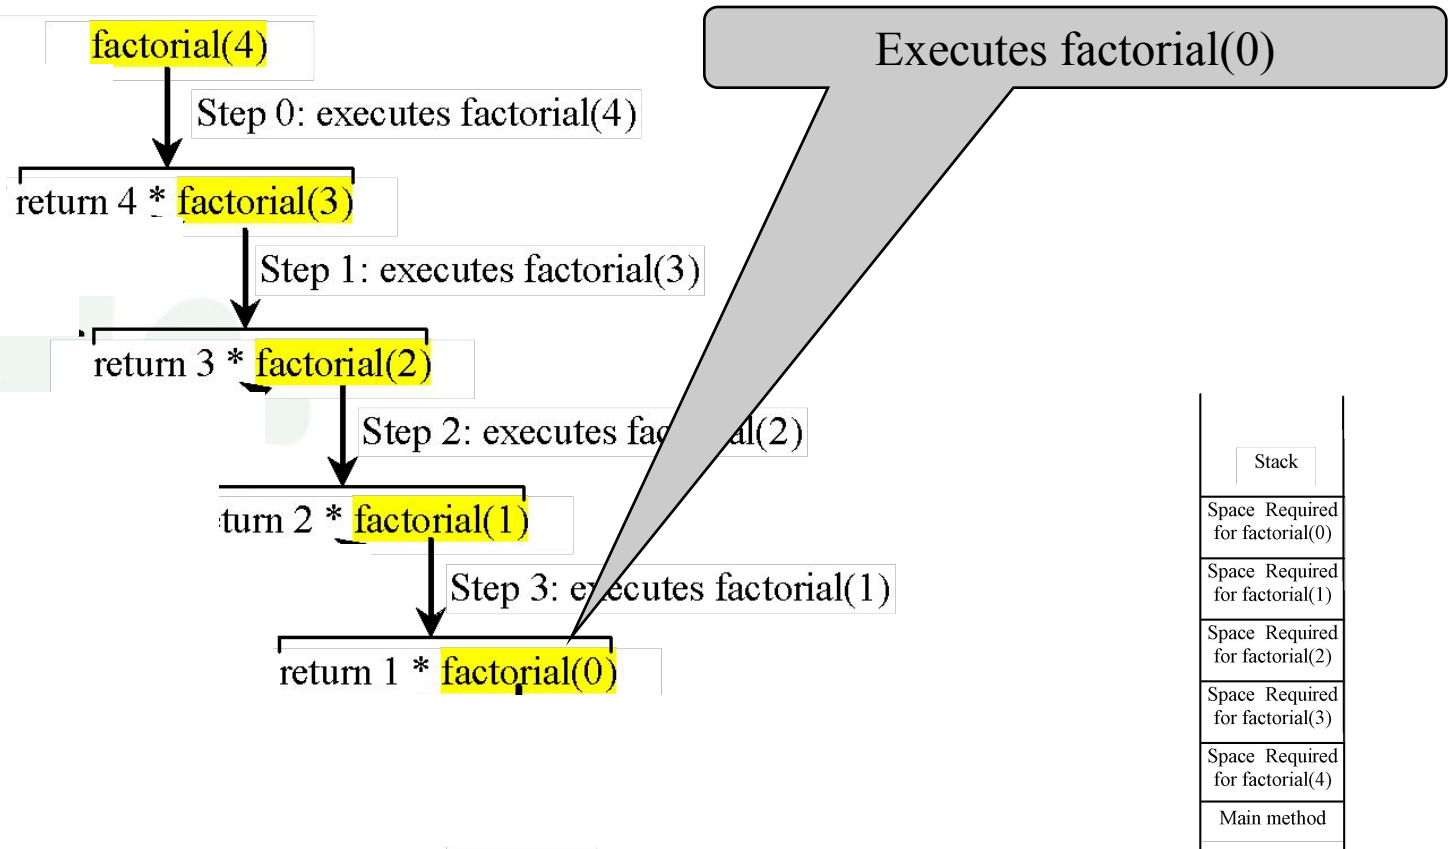 factorial(4)
Executes factorial(0)
Step 0: executes factorial(4)
return 4 * factorial(3)
Step 1: executes factorial(3)
return 3 * factorial(2)
Step 2: executes fac al(2)
turn 2 * factorial(1)
Step 3: executes factorial(1)
return 1 * factorial(0)
Stack
Space Required
for factorial(0)
Space Required
for factorial(1)
Space Required
for factorial(2)
Space Required
for factorial(3)
Space Required
for factorial(4)
Main method